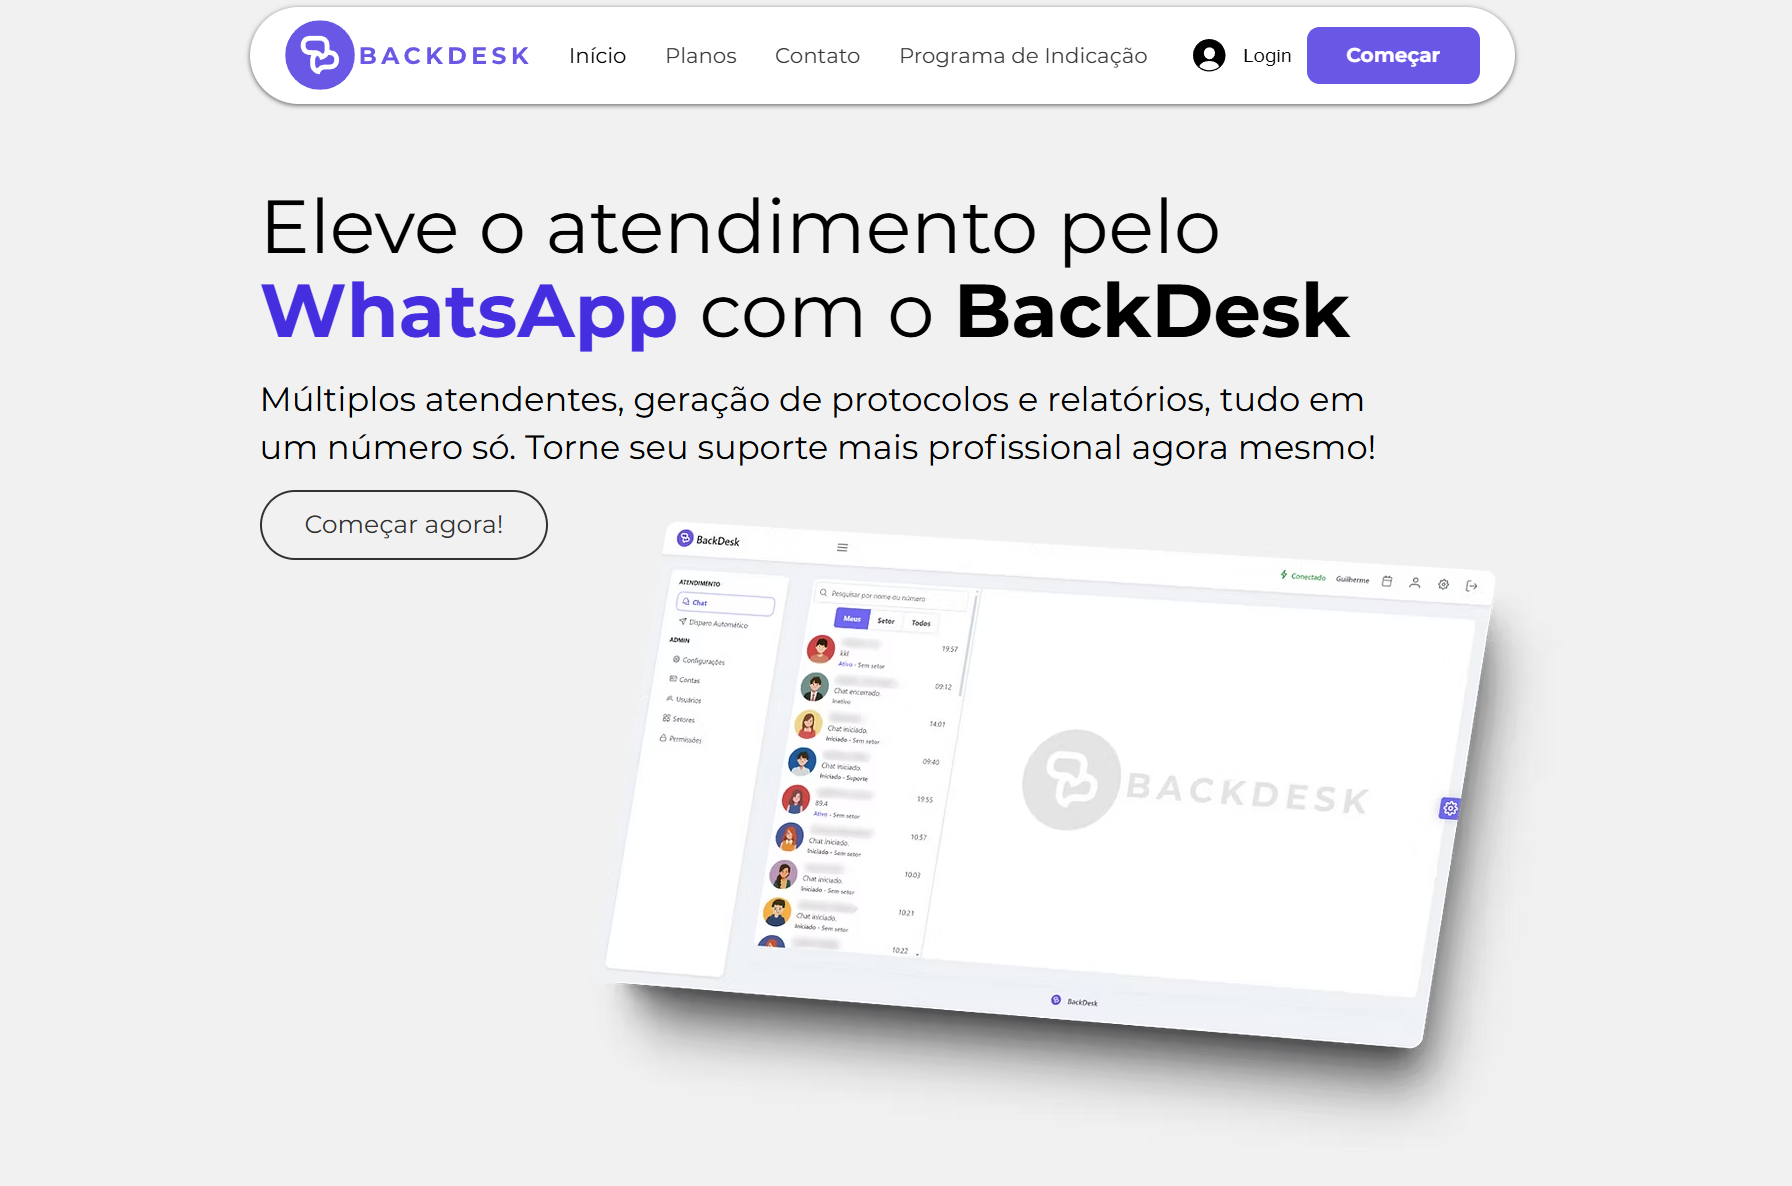 BACKDESK
Início
Planos
Contato
Programa de Indicação
Login
Começar
Eleve o atendimento pelo
WhatsApp com o BackDesk
Múltiplos atendentes, geração de protocolos e relatórios, tudo em
um número só. Torne seu suporte mais profissional agora mesmo!
Começar agora!
BackDesk
Conectado
Guilherme
ATENDIMENTO
Chat
Disparo Automático
ADMIN
Configurações
Contas
Usuários
Setores
Permissões
Pesquisar por nome ou número
Meus
Setor
Todos
19:57
kkl
Ativo - Sem setor
09:12
Chat encerrado.
Inativo
14:01
Chat iniciado.
Iniciado - Sem setor
09:40
Chat iniciado.
Iniciado - Suporte
19:55
89.4
Ativo - Sem setor
10:57
Chat iniciado.
Iniciado - Sem setor
10:03
Chat iniciado.
Iniciado - Sem setor
10:21
Chat iniciado.
Iniciado - Sem setor
10:22
BACKDESK
BackDesk